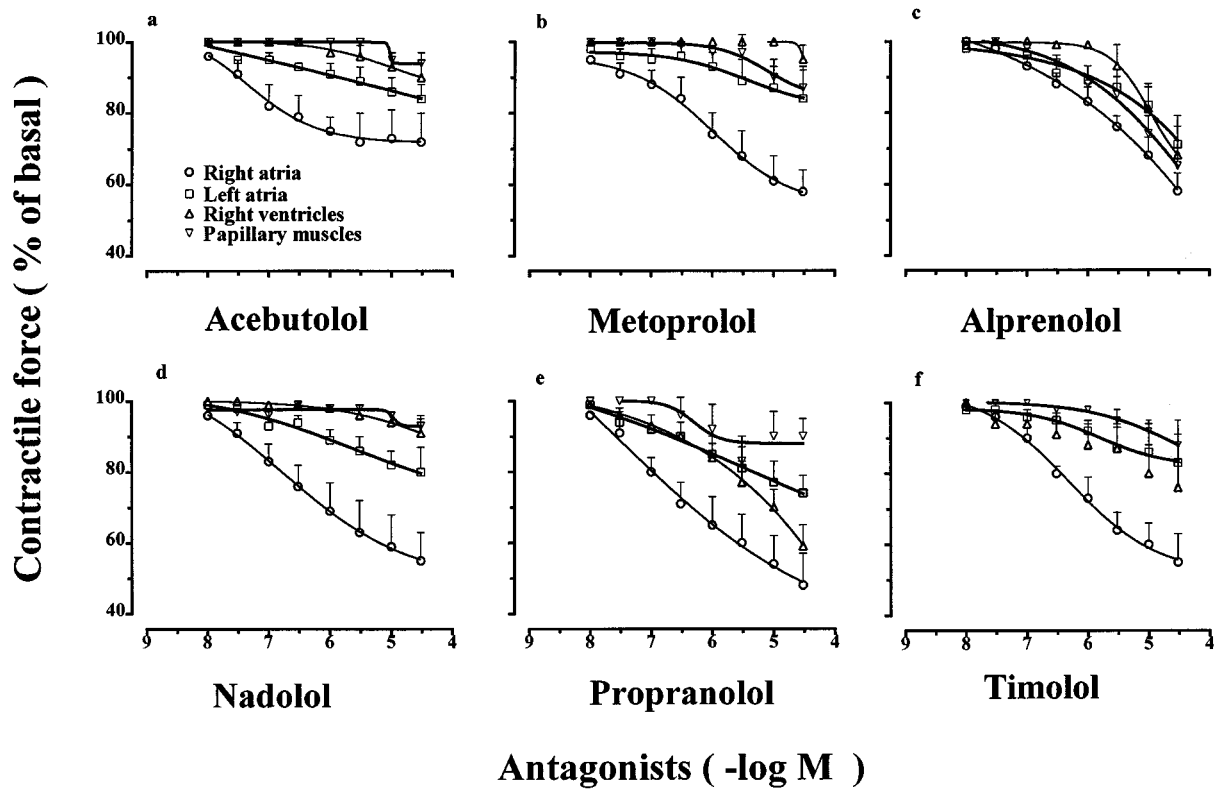 a
b
c
100
80
60
40
Right atria
Left atria
Right ventricles
Papillary muscles
Acebutolol
Metoprolol
Alprenolol
Contractile force ( % of basal )
d
e
f
100
80
60
40
9 8 7 6 5 4
9 8 7 6 5 4
9 8 7 6 5 4
Nadolol
Propranolol
Timolol
Antagonists ( -log M )